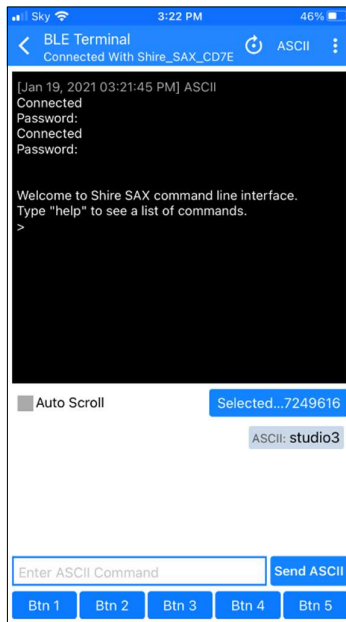 Sky 3:22 PM 46%
BLE Terminal
Connected With Shire_SAX_CD7E
ASCII
[Jan 19, 2021 03:21:45 PM] ASCII
Connected
Password:
Connected
Password:
Welcome to Shire SAX command line interface.
Type "help" to see a list of commands.
>
Auto Scroll
Selected...7249616
ASCII: studio3
Enter ASCII Command
Send ASCII
Btn 1 Btn 2 Btn 3 Btn 4 Btn 5